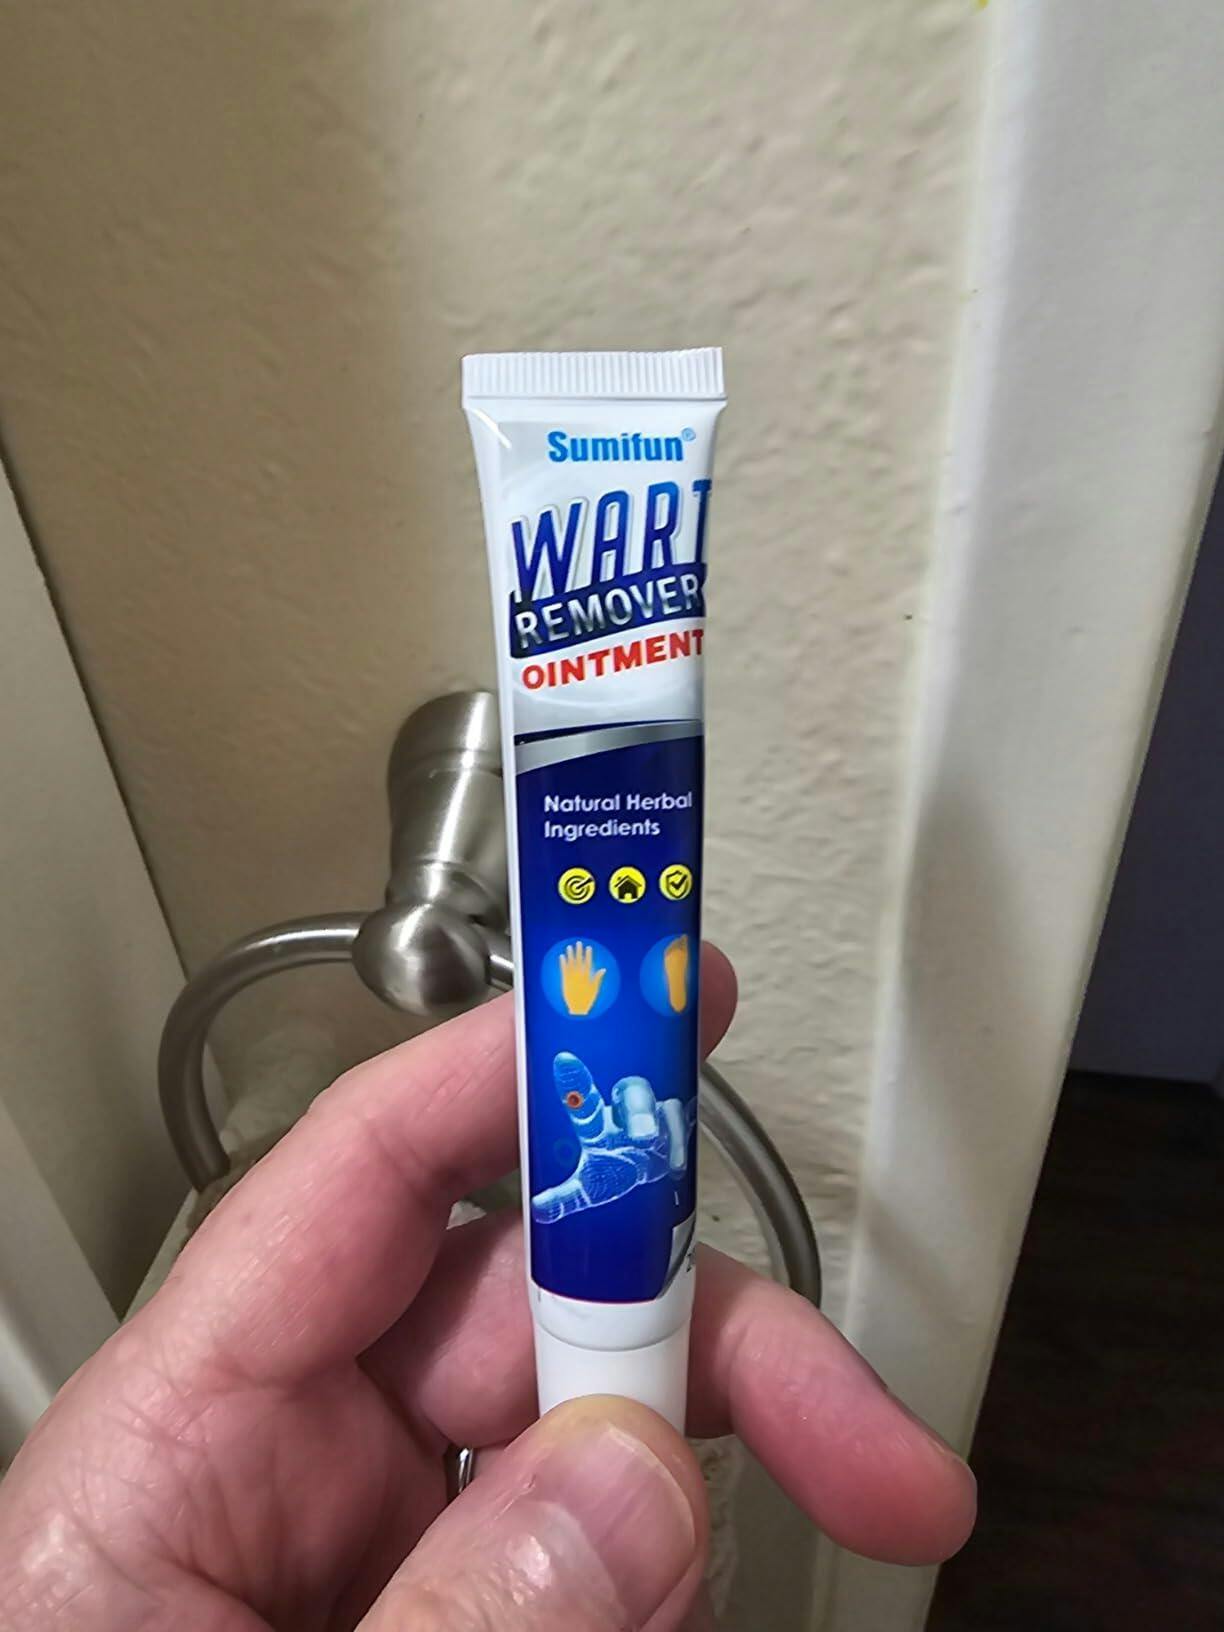 Sumifun®
WART
REMOVER
OINTMENT
Natural Herbal
Ingredients